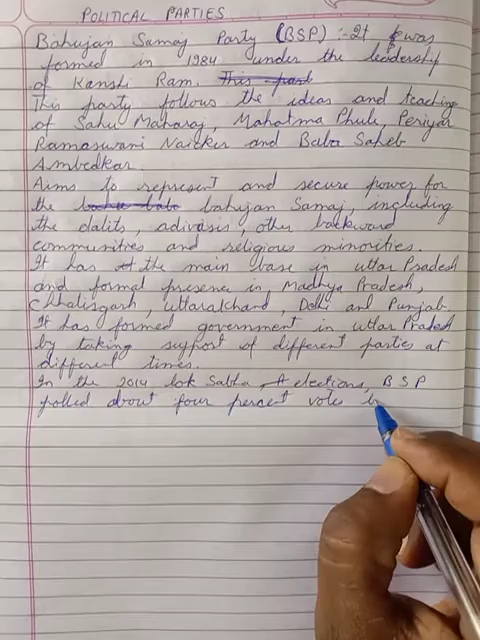 POLITICAL PARTIES
Bahujan Samaj Party (BSP) :- It was
formed in 1984 under the leadership
of Kanshi Ram. This part
This party follows the ideas and teaching
of Sahu Maharaj, Mahatma Phule, Periyar
Ramaswani Naicker and Baba Saheb
Ambedkar.
Aims to represent and secure power for
the bahujan Samaj, including
the dalits, adivasis, other backward
communities and religious minorities.
It has the main base in uttar Pradesh
and formal presence in, Madhya Pradesh,
Chhatisgarh, uttarakhand, Delhi and Punjab.
It has formed government in uttar Pradesh
by taking support of different parties at
different times.
In the 2014 lok Sabha elections, BSP
polled about four percent votes